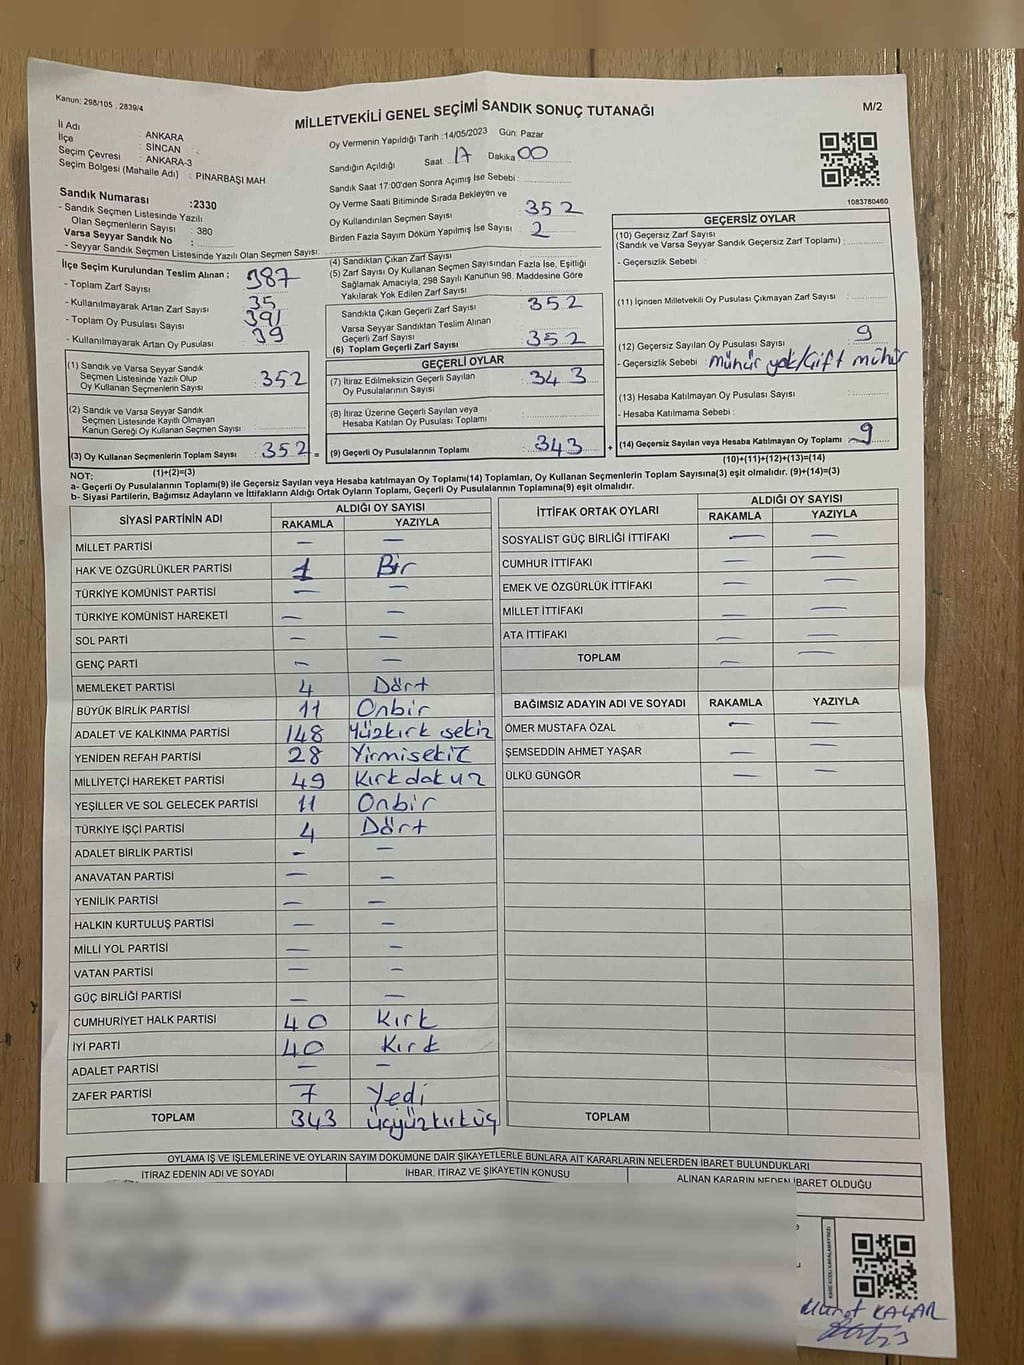 Kanun: 298/105 , 2839/4
MİLLETVEKİLİ GENEL SEÇİMİ SANDIK SONUÇ TUTANAĞI
M/2
İl Adı : ANKARA
İlçe : SİNCAN
Seçim Çevresi : ANKARA-3
Seçim Bölgesi (Mahalle Adı) : PINARBAŞI MAH.
Sandık Numarası :2330
- Sandık Seçmen Listesinde Yazılı
Olan Seçmenlerin Sayısı : 380
Varsa Seyyar Sandık No :
- Seyyar Sandık Seçmen Listesinde Yazılı Olan Seçmen Sayısı:
Oy Vermenin Yapıldığı Tarih :14/05/2023 Gün: Pazar
Sandığın Açıldığı Saat 17 Dakika 00
Sandık Saat 17:00'den Sonra Açımış İse Sebebi:
Oy Verme Saati Bitiminde Sırada Bekleyen ve
Oy Kullandırılan Seçmen Sayısı 352
Birden Fazla Sayım Döküm Yapılmış İse Sayısı : 2
1083780460
İlçe Seçim Kurulundan Teslim Alınan ;
- Toplam Zarf Sayısı : 387
- Kullanılmayarak Artan Zarf Sayısı : 35
- Toplam Oy Pusulası Sayısı : 391
- Kullanılmayarak Artan Oy Pusulası : 39
(1) Sandık ve Varsa Seyyar Sandık
Seçmen Listesinde Yazılı Olup
Oy Kullanan Seçmenlerin Sayısı : 352
(2) Sandık ve Varsa Seyyar Sandık
Seçmen Listesinde Kayıtlı Olmayan
Kanun Gereği Oy Kullanan Seçmen Sayısı :
(3) Oy Kullanan Seçmenlerin Toplam Sayısı : 352 =
(1)+(2)=(3)
(4) Sandıktan Çıkan Zarf Sayısı :
(5) Zarf Sayısı Oy Kullanan Seçmen Sayısından Fazla İse, Eşitliği
Sağlamak Amacıyla, 298 Sayılı Kanunun 98. Maddesine Göre
Yakılarak Yok Edilen Zarf Sayısı :
Sandıkta Çıkan Geçerli Zarf Sayısı : 352
Varsa Seyyar Sandıktan Teslim Alınan
Geçerli Zarf Sayısı
(6) Toplam Geçerli Zarf Sayısı : 352
GEÇERLİ OYLAR
(7) İtiraz Edilmeksizin Geçerli Sayılan
Oy Pusulalarının Sayısı : 343
(8) İtiraz Üzerine Geçerli Sayılan veya
Hesaba Katılan Oy Pusulası Toplamı :
(9) Geçerli Oy Pusulalarının Toplamı : 343 +
GEÇERSİZ OYLAR
(10) Geçersiz Zarf Sayısı
(Sandık ve Varsa Seyyar Sandık Geçersiz Zarf Toplamı) :
- Geçersizlik Sebebi :
(11) İçinden Milletvekili Oy Pusulası Çıkmayan Zarf Sayısı :
(12) Geçersiz Sayılan Oy Pusulası Sayısı : 9
- Geçersizlik Sebebi : mühür yok/Çift mühür
(13) Hesaba Katılmayan Oy Pusulası Sayısı :
- Hesaba Katılmama Sebebi :
(14) Geçersiz Sayılan veya Hesaba Katılmayan Oy Toplamı : 9
(10)+(11)+(12)+(13)=(14)
NOT:
a- Geçerli Oy Pusulalarının Toplamı(9) ile Geçersiz Sayılan veya Hesaba katılmayan Oy Toplamı(14) Toplamları, Oy Kullanan Seçmenlerin Toplam Sayısına(3) eşit olmalıdır. (9)+(14)=(3)
b- Siyasi Partilerin, Bağımsız Adayların ve İttifakların Aldığı Ortak Oyların Toplamı, Geçerli Oy Pusulalarının Toplamına(9) eşit olmalıdır.
SİYASİ PARTİNİN ADI ALDIĞI OY SAYISI
RAKAMLA YAZIYLA
MİLLET PARTİSİ — —
HAK VE ÖZGÜRLÜKLER PARTİSİ 1 Bir
TÜRKİYE KOMÜNİST PARTİSİ — —
TÜRKİYE KOMÜNİST HAREKETİ — —
SOL PARTİ — —
GENÇ PARTİ — —
MEMLEKET PARTİSİ 4 Dört
BÜYÜK BİRLİK PARTİSİ 11 Onbir
ADALET VE KALKINMA PARTİSİ 148 Yüzkırk sekiz
YENİDEN REFAH PARTİSİ 28 Yirmisekiz
MİLLİYETÇİ HAREKET PARTİSİ 49 Kırkdokuz
YEŞİLLER VE SOL GELECEK PARTİSİ 11 Onbir
TÜRKİYE İŞÇİ PARTİSİ 4 Dört
ADALET BİRLİK PARTİSİ — —
ANAVATAN PARTİSİ — —
YENİLİK PARTİSİ — —
HALKIN KURTULUŞ PARTİSİ — —
MİLLİ YOL PARTİSİ — —
VATAN PARTİSİ — —
GÜÇ BİRLİĞİ PARTİSİ — —
CUMHURİYET HALK PARTİSİ 40 Kırk
İYİ PARTİ 40 Kırk
ADALET PARTİSİ — —
ZAFER PARTİSİ 7 Yedi
TOPLAM 343 üçyüzkırküç
İTTİFAK ORTAK OYLARI ALDIĞI OY SAYISI
RAKAMLA YAZIYLA
SOSYALİST GÜÇ BİRLİĞİ İTTİFAKI — —
CUMHUR İTTİFAKI — —
EMEK VE ÖZGÜRLÜK İTTİFAKI — —
MİLLET İTTİFAKI — —
ATA İTTİFAKI — —
TOPLAM — —
BAĞIMSIZ ADAYIN ADI VE SOYADI RAKAMLA YAZIYLA
ÖMER MUSTAFA ÖZAL — —
ŞEMSEDDİN AHMET YAŞAR — —
ÜLKÜ GÜNGÖR — —
TOPLAM
OYLAMA İŞ VE İŞLEMLERİNE VE OYLARIN SAYIM DÖKÜMÜNE DAİR ŞİKAYETLERLE BUNLARA AİT KARARLARIN NELERDEN İBARET BULUNDUKLARI
İTİRAZ EDENİN ADI VE SOYADI İHBAR, İTİRAZ VE ŞİKAYETİN KONUSU ALINAN KARARIN NEDEN İBARET OLDUĞU
KARE KODU KARALAMAYINIZ!
Murat KAÇAR